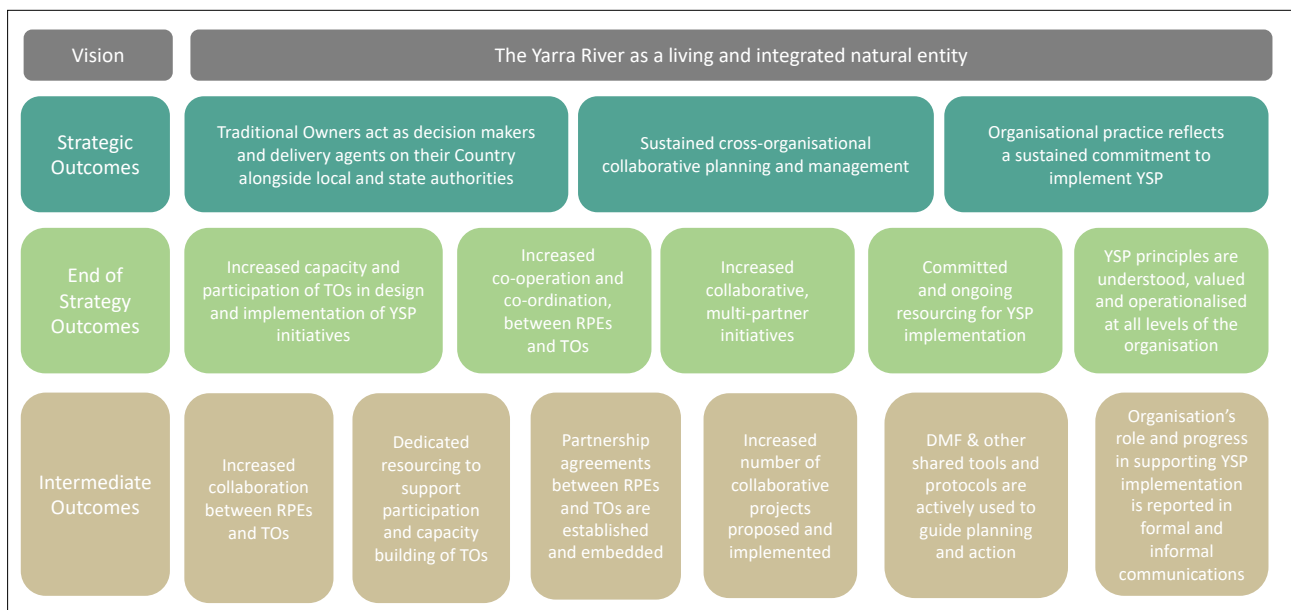 Vision
The Yarra River as a living and integrated natural entity
Strategic
Outcomes
Traditional Owners act as decision makers
and delivery agents on their Country
alongside local and state authorities
Sustained cross-organisational
collaborative planning and management
Organisational practice reflects
a sustained commitment to
implement YSP
End of
Strategy
Outcomes
Increased capacity and
participation of TOs in design
and implementation of YSP
initiatives
Increased
co-operation and
co-ordination,
between RPEs
and TOs
Increased
collaborative,
multi-partner
initiatives
Committed
and ongoing
resourcing for YSP
implementation
YSP principles are
understood, valued
and operationalised
at all levels of the
organisation
Intermediate
Outcomes
Increased
collaboration
between RPEs
and TOs
Dedicated
resourcing to
support
participation
and capacity
building of TOs
Partnership
agreements
between RPEs
and TOs are
established
and embedded
Increased
number of
collaborative
projects
proposed and
implemented
DMF & other
shared tools and
protocols are
actively used to
guide planning
and action
Organisation’s
role and progress
in supporting YSP
implementation
is reported in
formal and
informal
communications